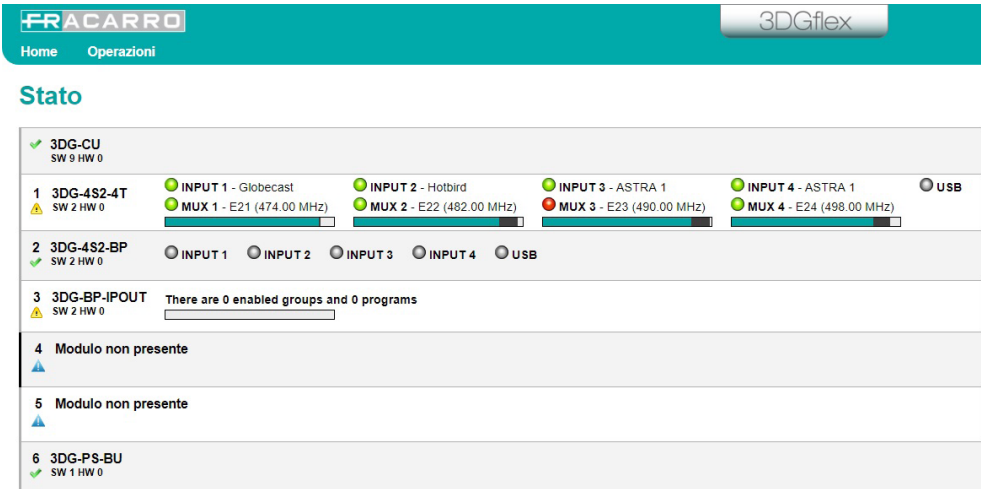 FRACARRO
3DGflex
Home Operazioni
Stato
3DG-CU
SW 9 HW 0
1 3DG-4S2-4T
SW 2 HW 0
INPUT 1 - Globecast INPUT 2 - Hotbird INPUT 3 - ASTRA 1 INPUT 4 - ASTRA 1 USB
MUX 1 - E21 (474.00 MHz) MUX 2 - E22 (482.00 MHz) MUX 3 - E23 (490.00 MHz) MUX 4 - E24 (498.00 MHz)
2 3DG-4S2-BP
SW 2 HW 0
INPUT 1 INPUT 2 INPUT 3 INPUT 4 USB
3 3DG-BP-IPOUT
SW 2 HW 0
There are 0 enabled groups and 0 programs
4 Modulo non presente
5 Modulo non presente
6 3DG-PS-BU
SW 1 HW 0